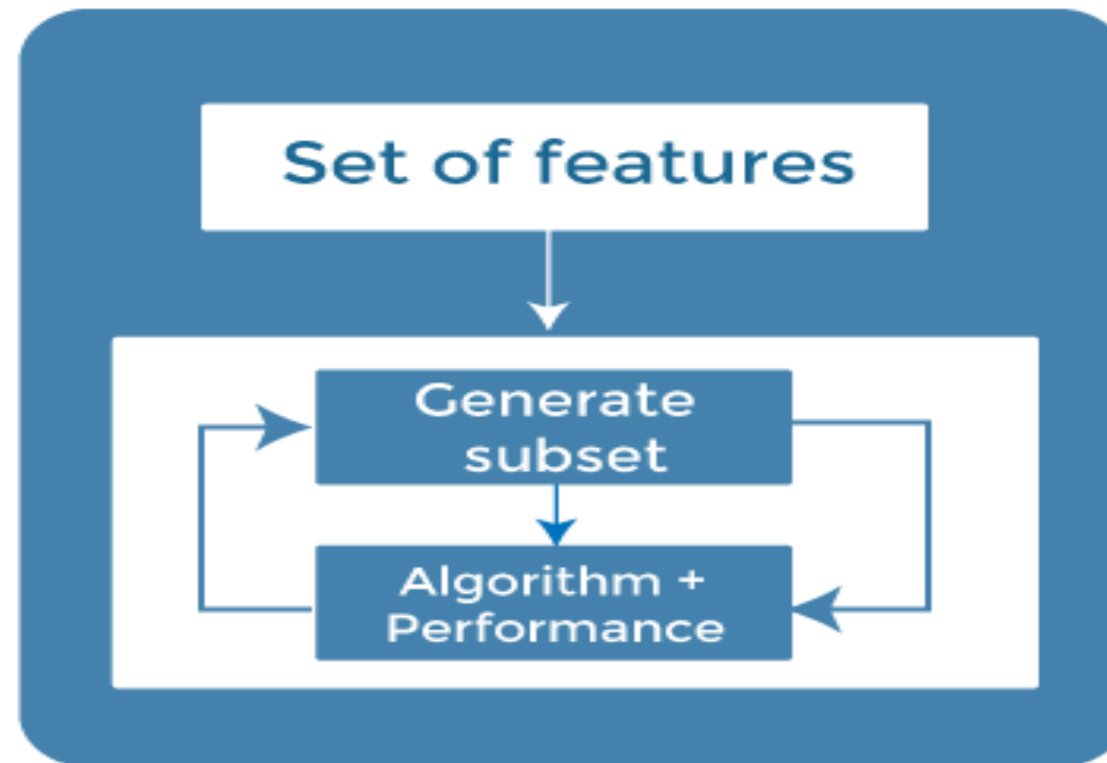 Set of features
Generate
subset
Algorithm +
Performance